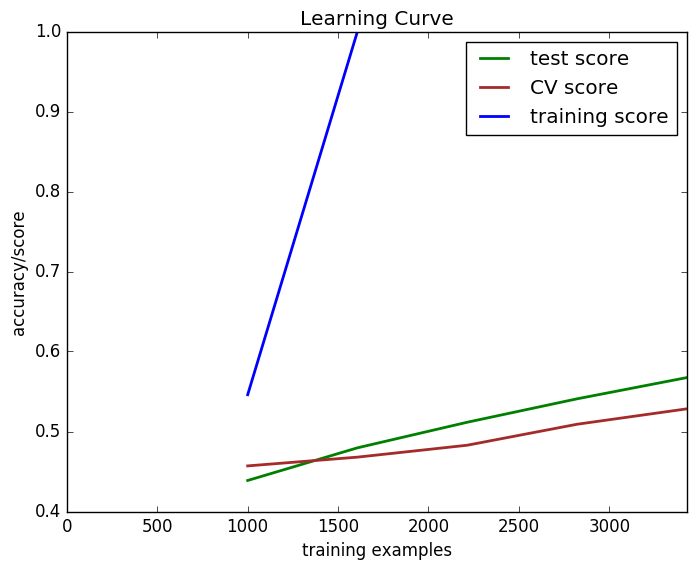 Learning Curve
test score
CV score
training score
accuracy/score
1.0
0.9
0.8
0.7
0.6
0.5
0.4
0 500 1000 1500 2000 2500 3000
training examples